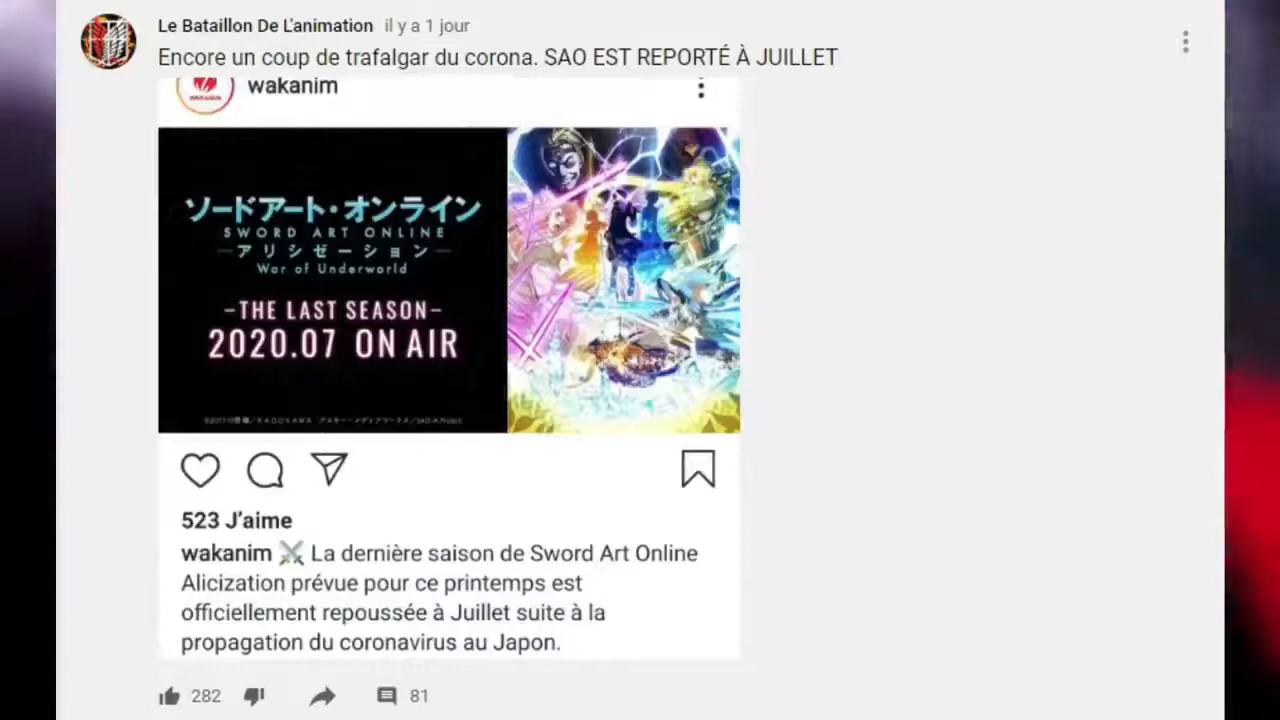 Le Bataillon De L'animation il y a 1 jour
Encore un coup de trafalgar du corona. SAO EST REPORTÉ À JUILLET
wakanim
ソードアート・オンライン
SWORD ART ONLINE
アリシゼーション
War of Underworld
-THE LAST SEASON-
2020.07 ON AIR
523 J'aime
wakanim ⚔ La dernière saison de Sword Art Online
Alicization prévue pour ce printemps est
officiellement repoussée à Juillet suite à la
propagation du coronavirus au Japon.
282
81